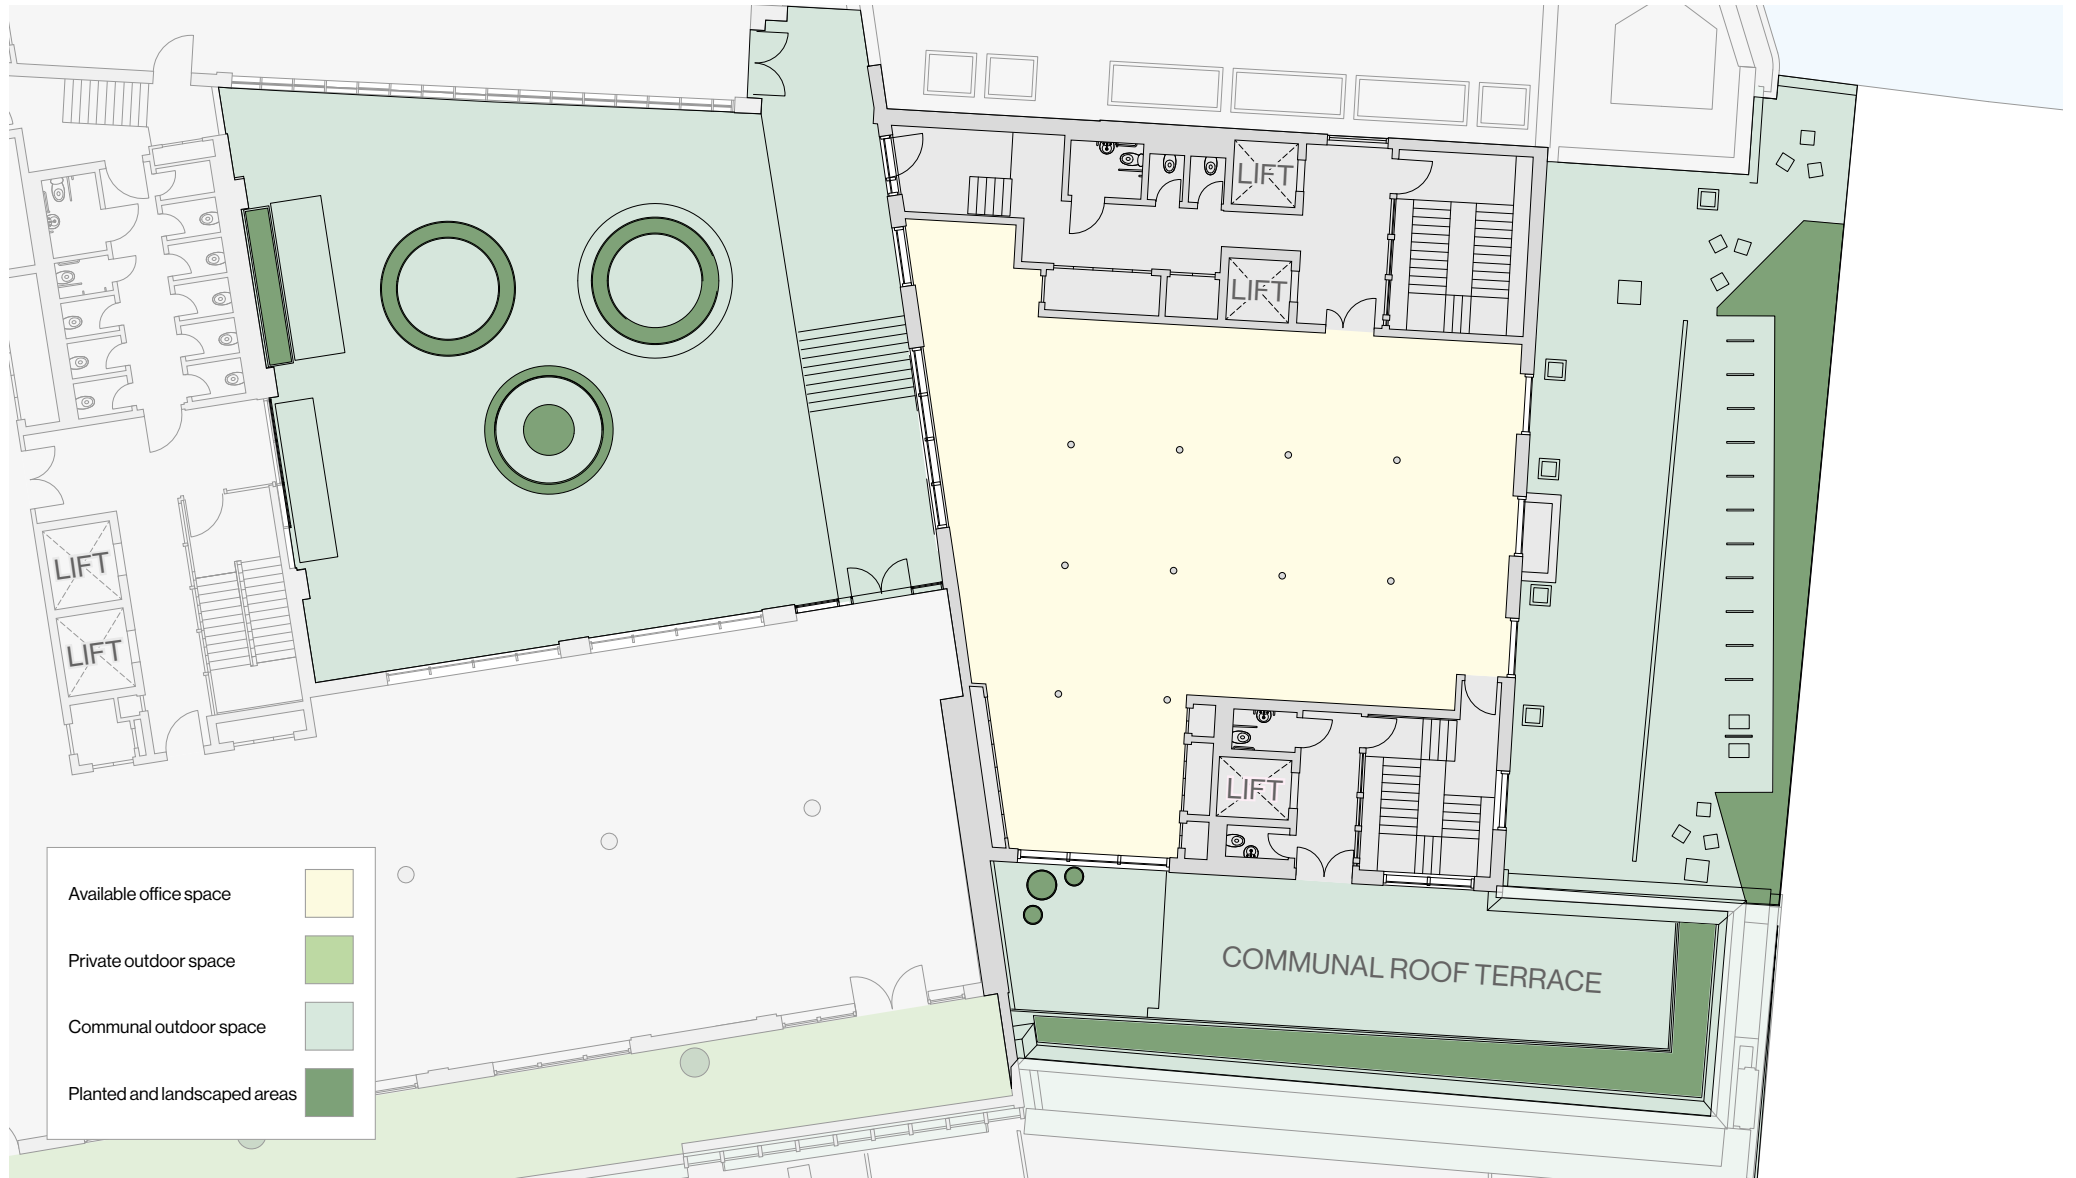 LIFT
LIFT
LIFT
LIFT
LIFT
Available office space
Private outdoor space
Communal outdoor space
Planted and landscaped areas
COMMUNAL ROOF TERRACE